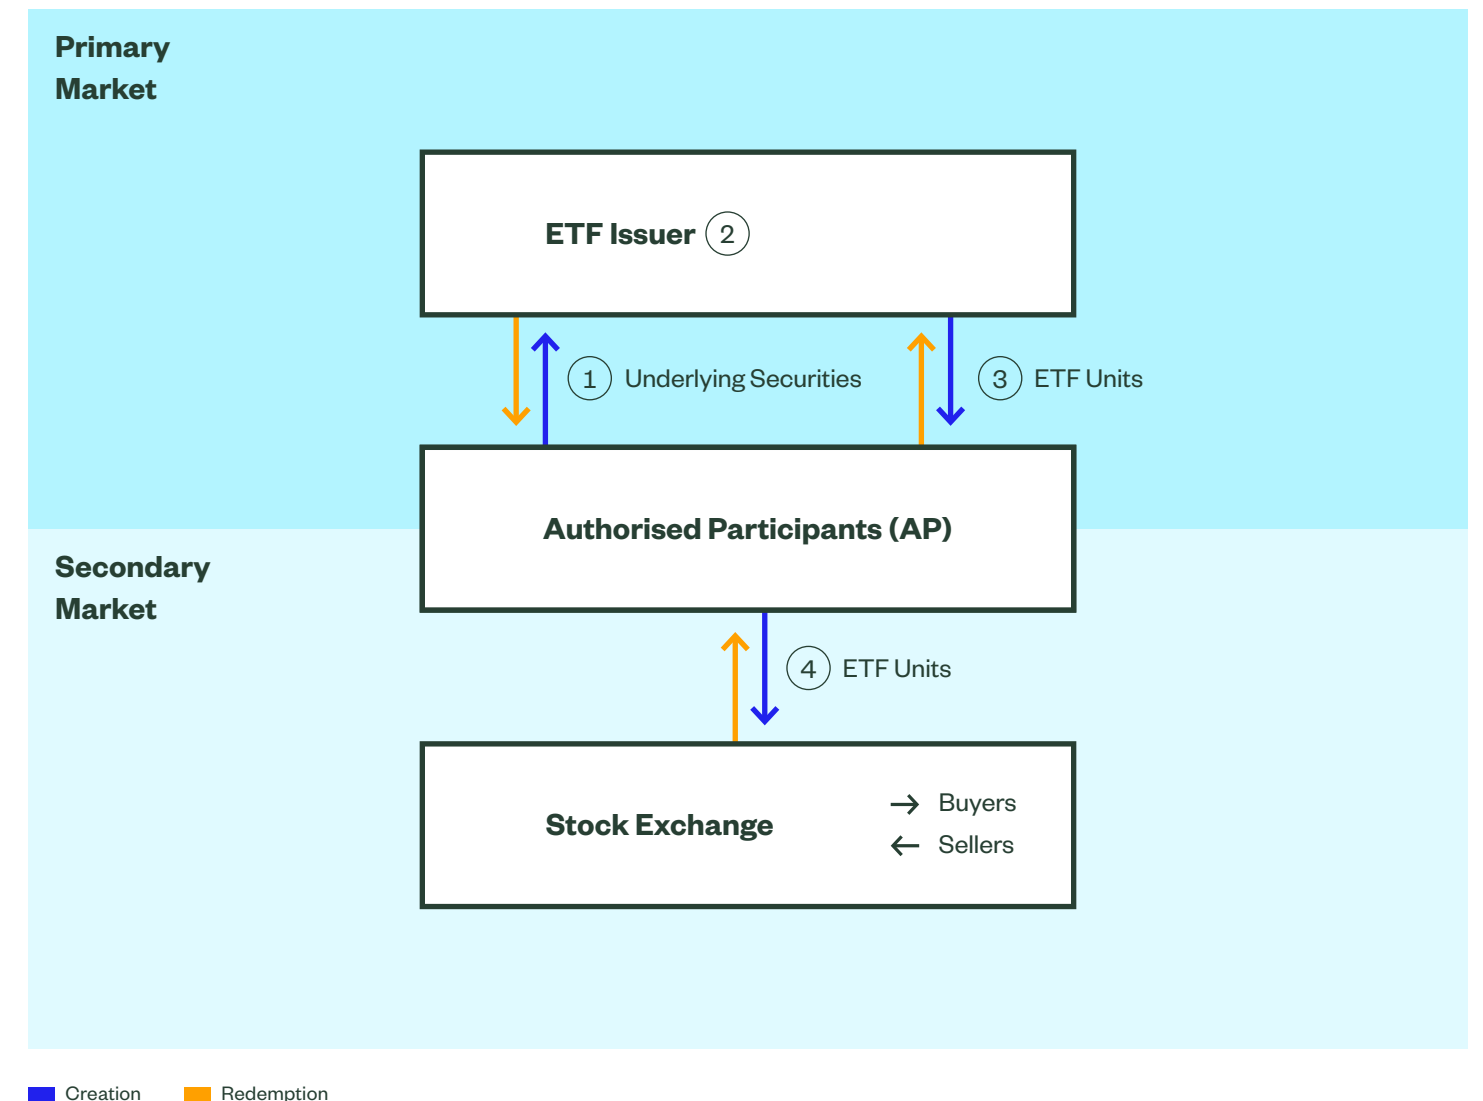 Primary
Market
ETF Issuer 2
1 Underlying Securities
3 ETF Units
Authorised Participants (AP)
Secondary
Market
4 ETF Units
Stock Exchange
Buyers
Sellers
Creation
Redemption